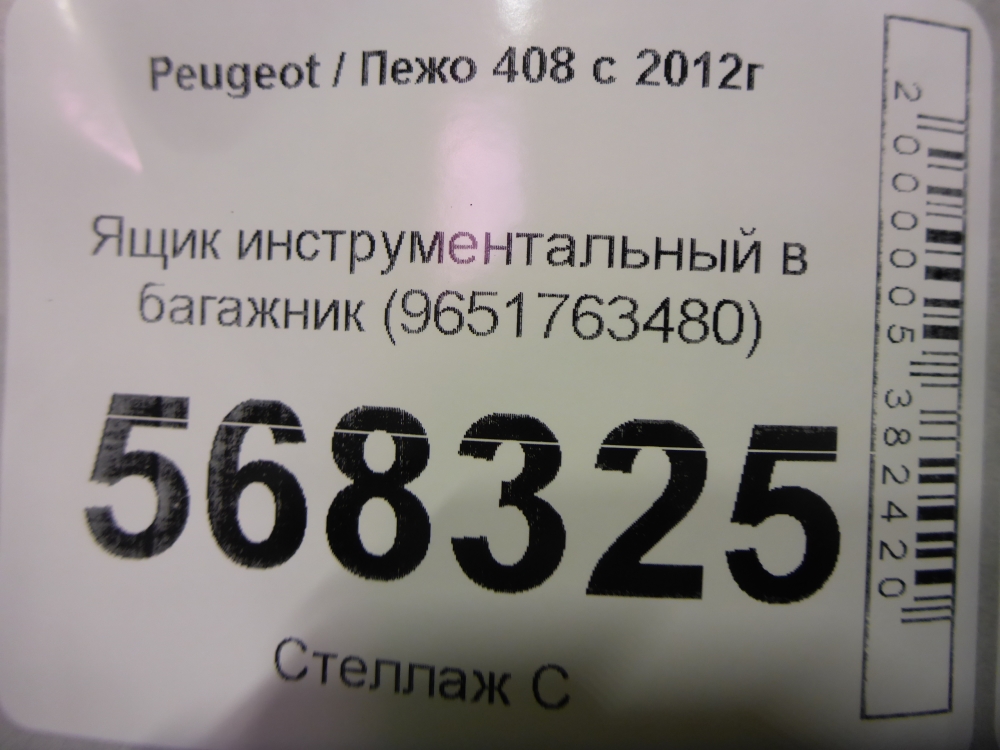 Peugeot / Пежо 408 с 2012г
Ящик инструментальный в
багажник (9651763480)
568325
Стеллаж С
2000005382420